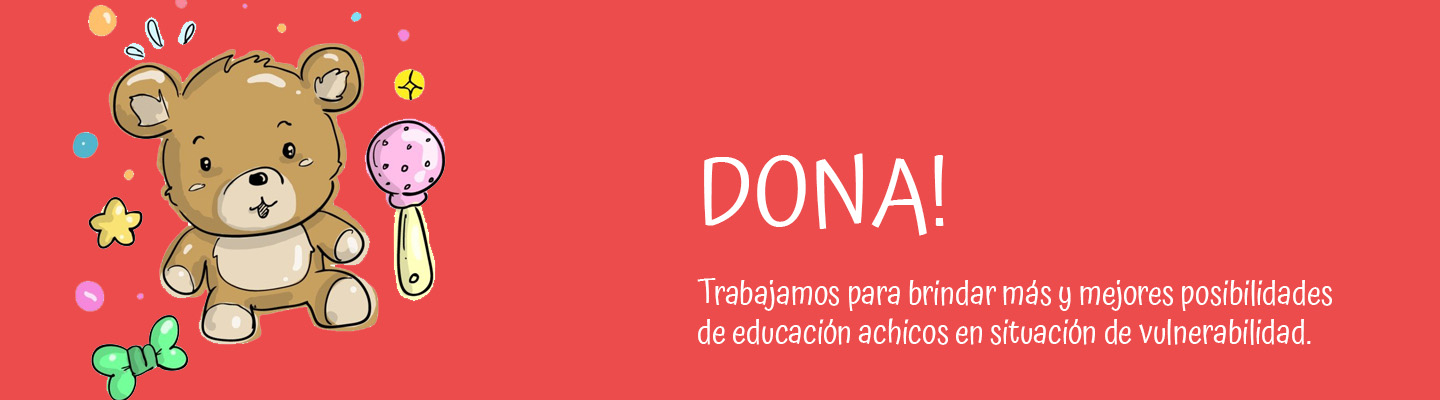 DONA!
Trabajamos para brindar más y mejores posibilidades
de educación achicos en situación de vulnerabilidad.